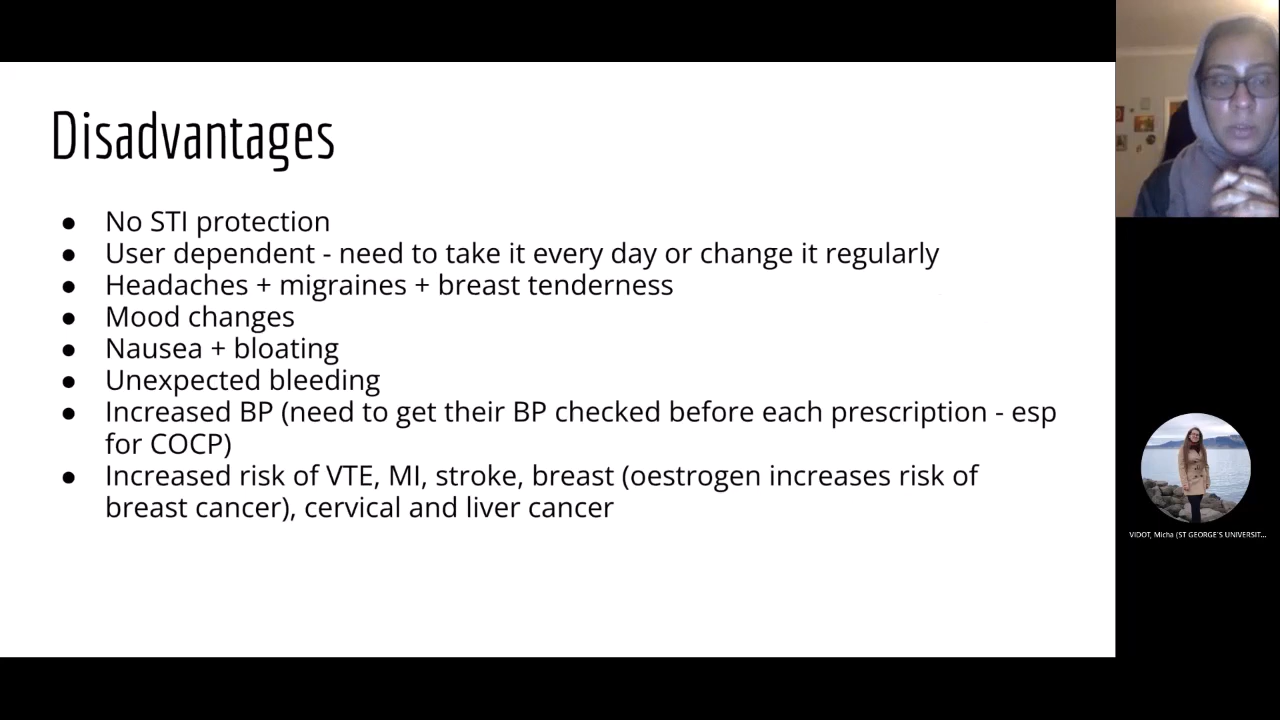 Disadvantages
● No STI protection
● User dependent - need to take it every day or change it regularly
● Headaches + migraines + breast tenderness
● Mood changes
● Nausea + bloating
● Unexpected bleeding
● Increased BP (need to get their BP checked before each prescription - esp
for COCP)
● Increased risk of VTE, MI, stroke, breast (oestrogen increases risk of
breast cancer), cervical and liver cancer
VIDOT, Micha (ST GEORGE'S UNIVERSIT...